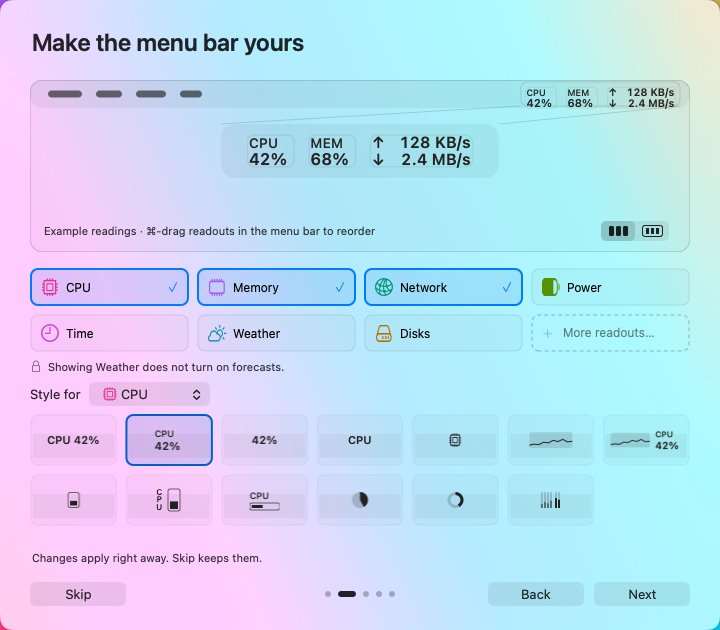 Make the menu bar yours
CPU MEM ↑ 128 KB/s
42% 68% ↓ 2.4 MB/s
CPU MEM ↑ 128 KB/s
42% 68% ↓ 2.4 MB/s
Example readings · ⌘-drag readouts in the menu bar to reorder
CPU ✓ Memory ✓ Network ✓ Power
Time Weather Disks + More readouts...
Showing Weather does not turn on forecasts.
Style for CPU
CPU 42% CPU 42% 42% CPU CPU 42%
CPU CPU
Changes apply right away. Skip keeps them.
Skip Back Next